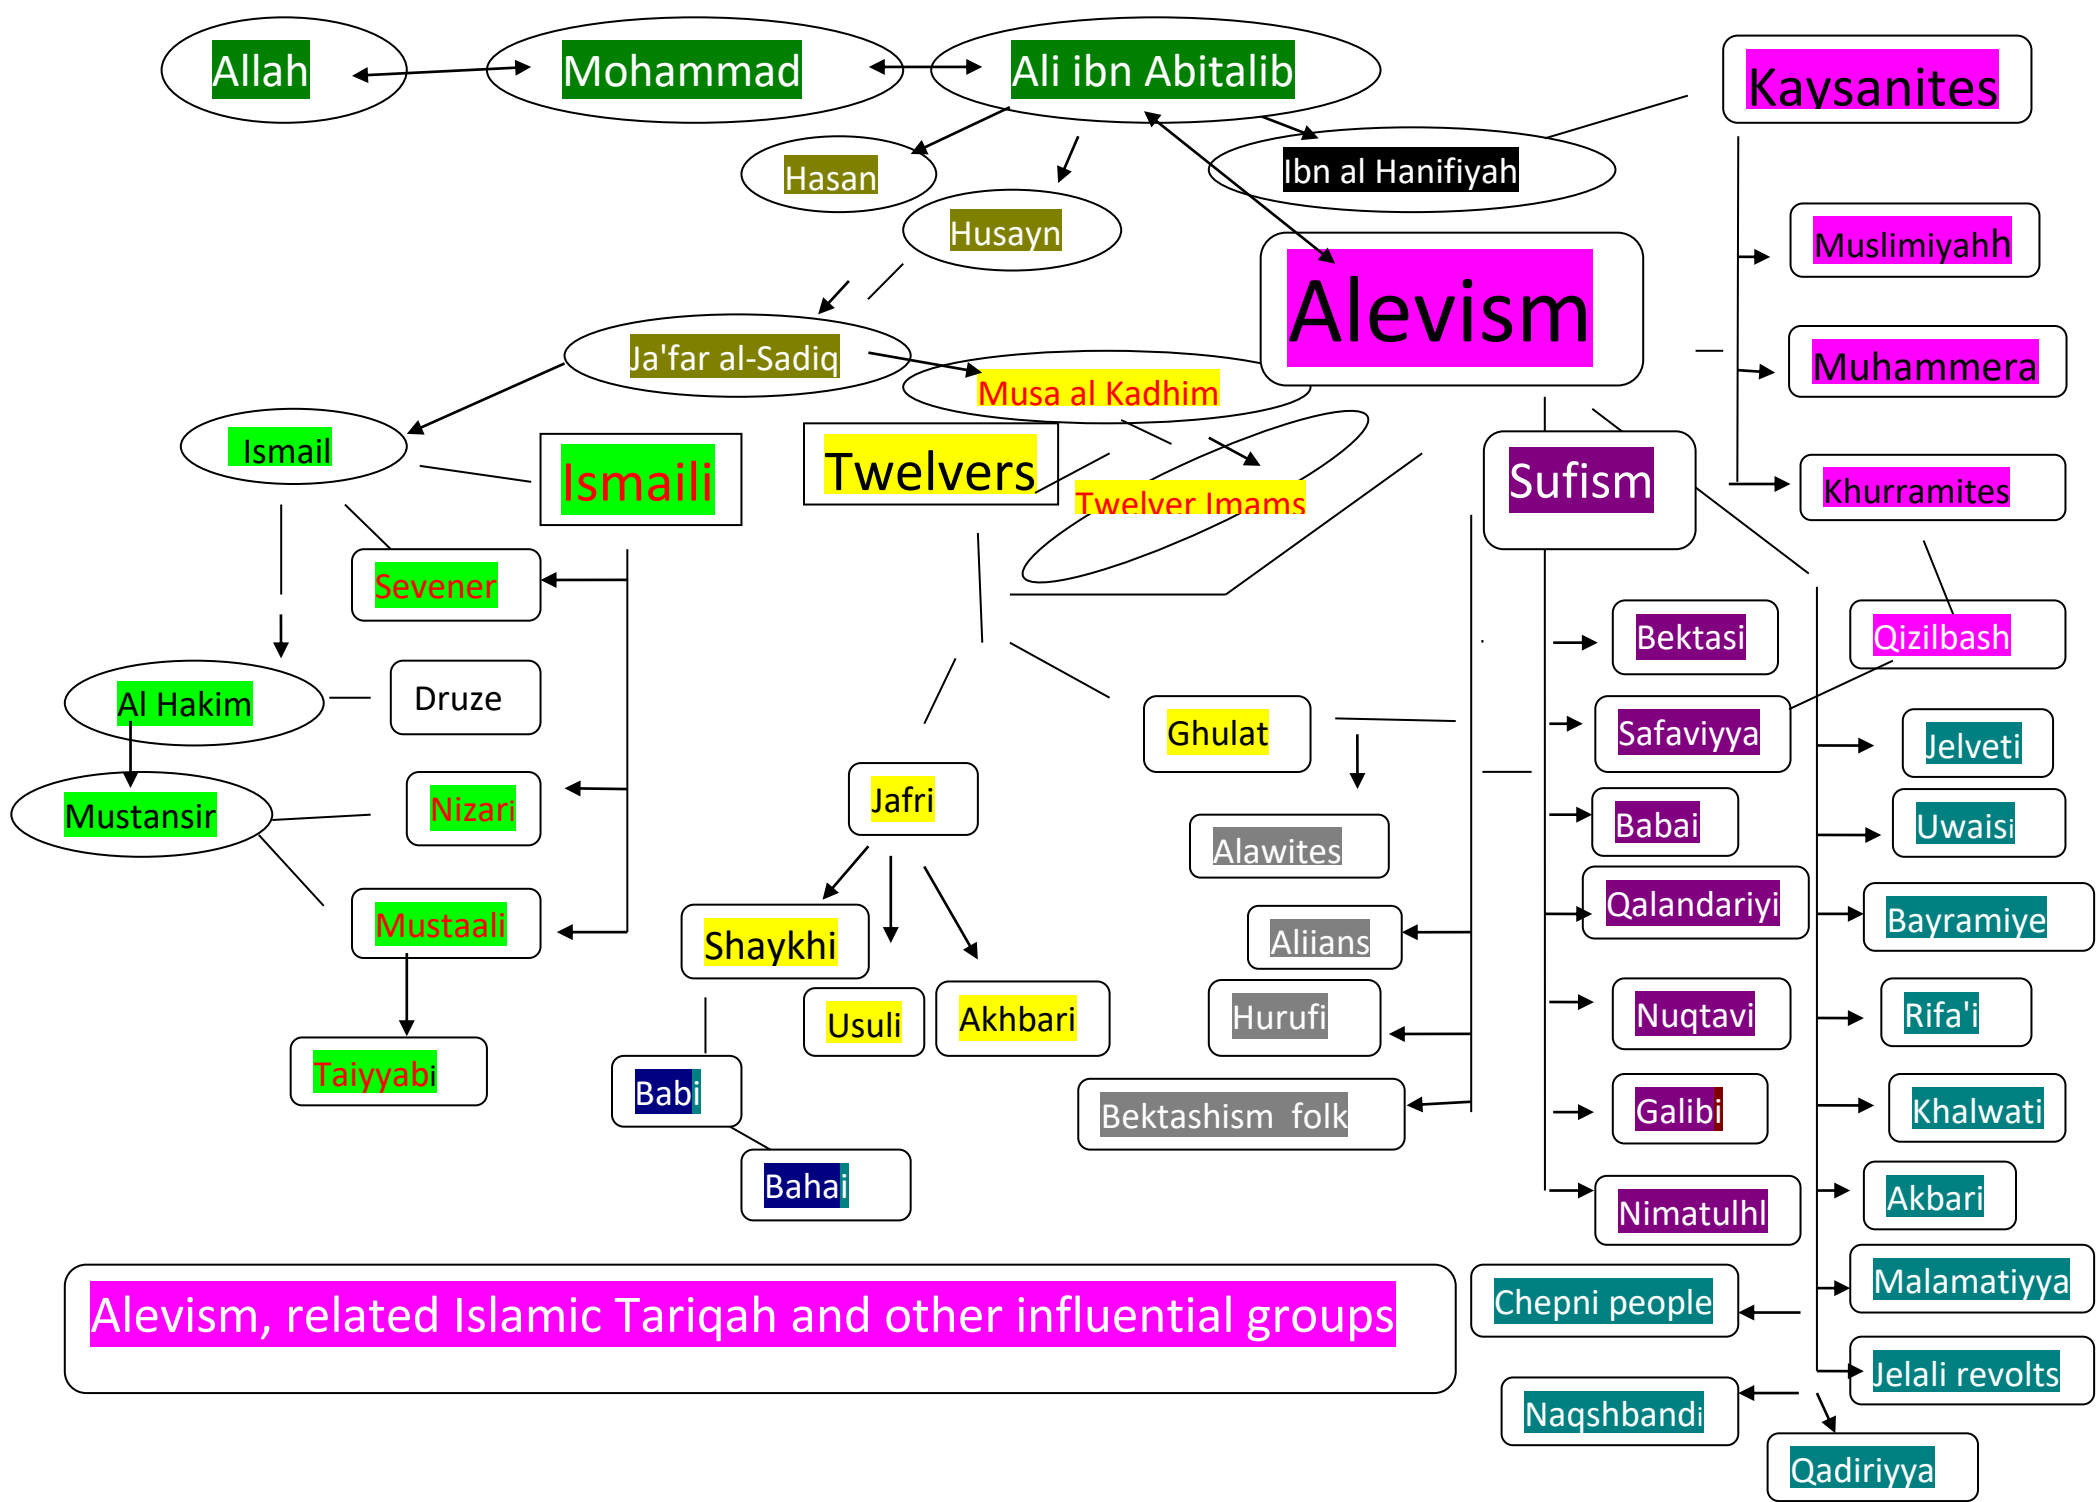 Allah
Mohammad
Ali ibn Abitalib
Kaysanites
Hasan
Ibn al Hanifiyah
Husayn
Muslimiyahh
Alevism
Ja'far al-Sadiq
Musa al Kadhim
Muhammera
Ismail
Ismaili
Twelvers
Twelver Imams
Sufism
Khurramites
Sevener
Bektasi
Qizilbash
Al Hakim
Druze
Ghulat
Safaviyya
Jelveti
Mustansir
Nizari
Jafri
Alawites
Babai
Uwaisi
Mustaali
Shaykhi
Aliians
Qalandariyi
Bayramiye
Usuli
Akhbari
Hurufi
Nuqtavi
Rifa'i
Taiyyabi
Babi
Bektashism  folk
Galibi
Khalwati
Bahai
Nimatulhl
Akbari
Alevism, related Islamic Tariqah and other influential groups
Chepni people
Malamatiyya
Jelali revolts
Naqshbandi
Qadiriyya